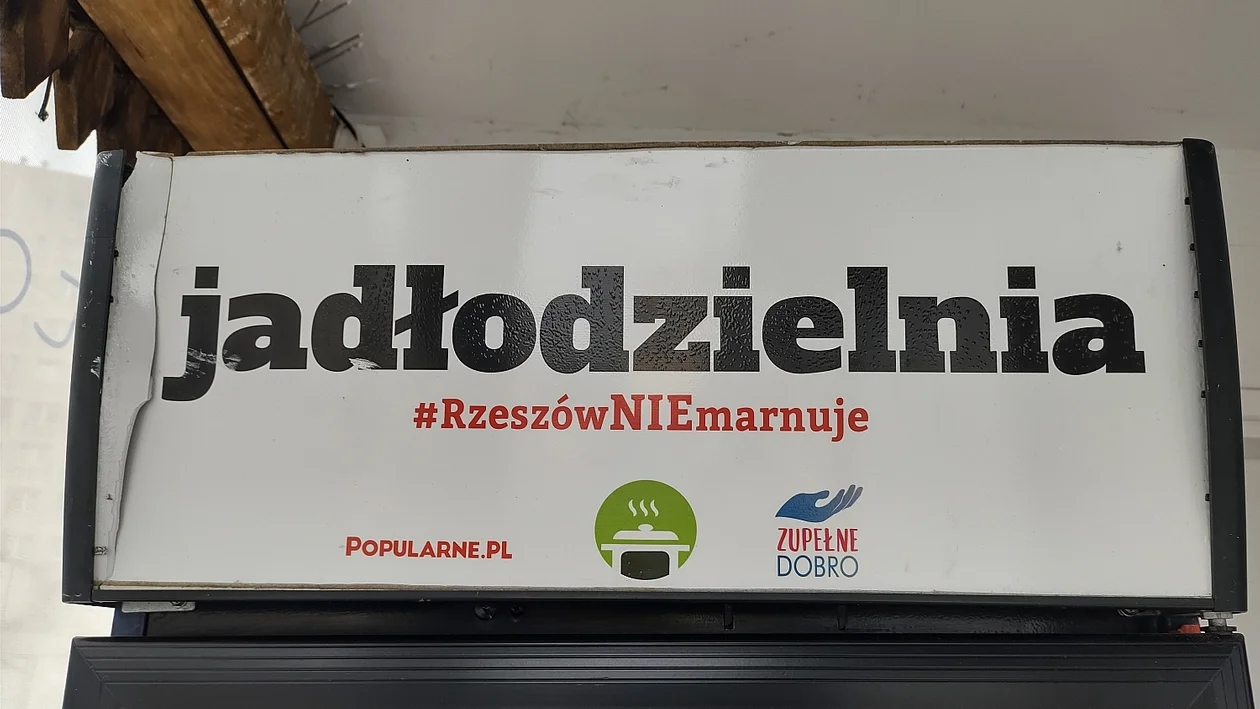 jadłodzielnia
#RzeszówNIEmarnuje
POPULARNE.PL
ZUPEŁNE
DOBRO